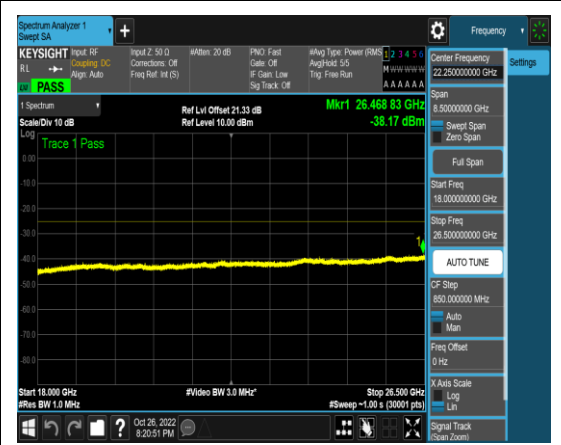 Spectrum Analyzer 1
Swept SA
+
Frequency
KEYSIGHT
RL
PASS
Input: RF
Coupling: DC
Align: Auto
Input Z: 50 Ω
Corrections: Off
Freq Ref: Int (S)
#Atten: 20 dB
PNO: Fast
Gate: Off
IF Gain: Low
Sig Track: Off
#Avg Type: Power (RMS
Avg|Hold: 5/5
Trig: Free Run
1 2 3 4 5 6
M W W W W W
A A A A A A
1 Spectrum
Scale/Div 10 dB
Ref Lvl Offset 21.33 dB
Ref Level 10.00 dBm
Mkr1 26.468 83 GHz
-38.17 dBm
Log
Trace 1 Pass
0.00
-10.0
-20.0
-30.0
-40.0
-50.0
-60.0
-70.0
-80.0
1
Start 18.000 GHz
#Res BW 1.0 MHz
#Video BW 3.0 MHz*
Stop 26.500 GHz
#Sweep ~1.00 s (30001 pts)
Center Frequency
22.250000000 GHz
Settings
Span
8.50000000 GHz
Swept Span
Zero Span
Full Span
Start Freq
18.000000000 GHz
Stop Freq
26.500000000 GHz
AUTO TUNE
CF Step
850.000000 MHz
Auto
Man
Freq Offset
0 Hz
X Axis Scale
Log
Lin
Signal Track
(Span Zoom)
?
Oct 26, 2022
8:20:51 PM